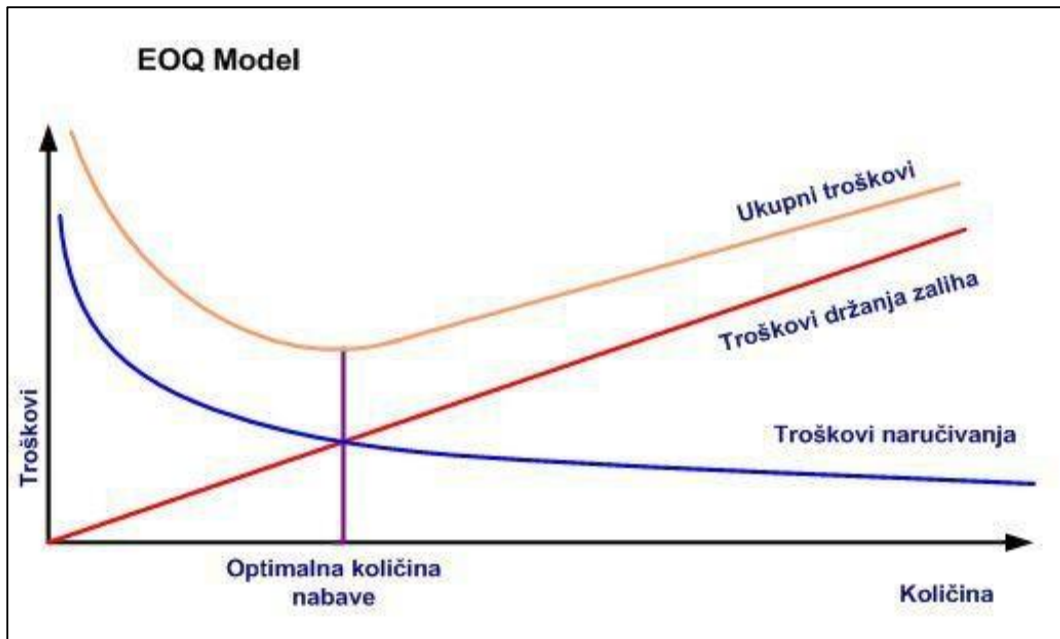 EOQ Model
Ukupni troškovi
Troškovi držanja zaliha
Troškovi naručivanja
Troškovi
Optimalna količina
nabave
Količina